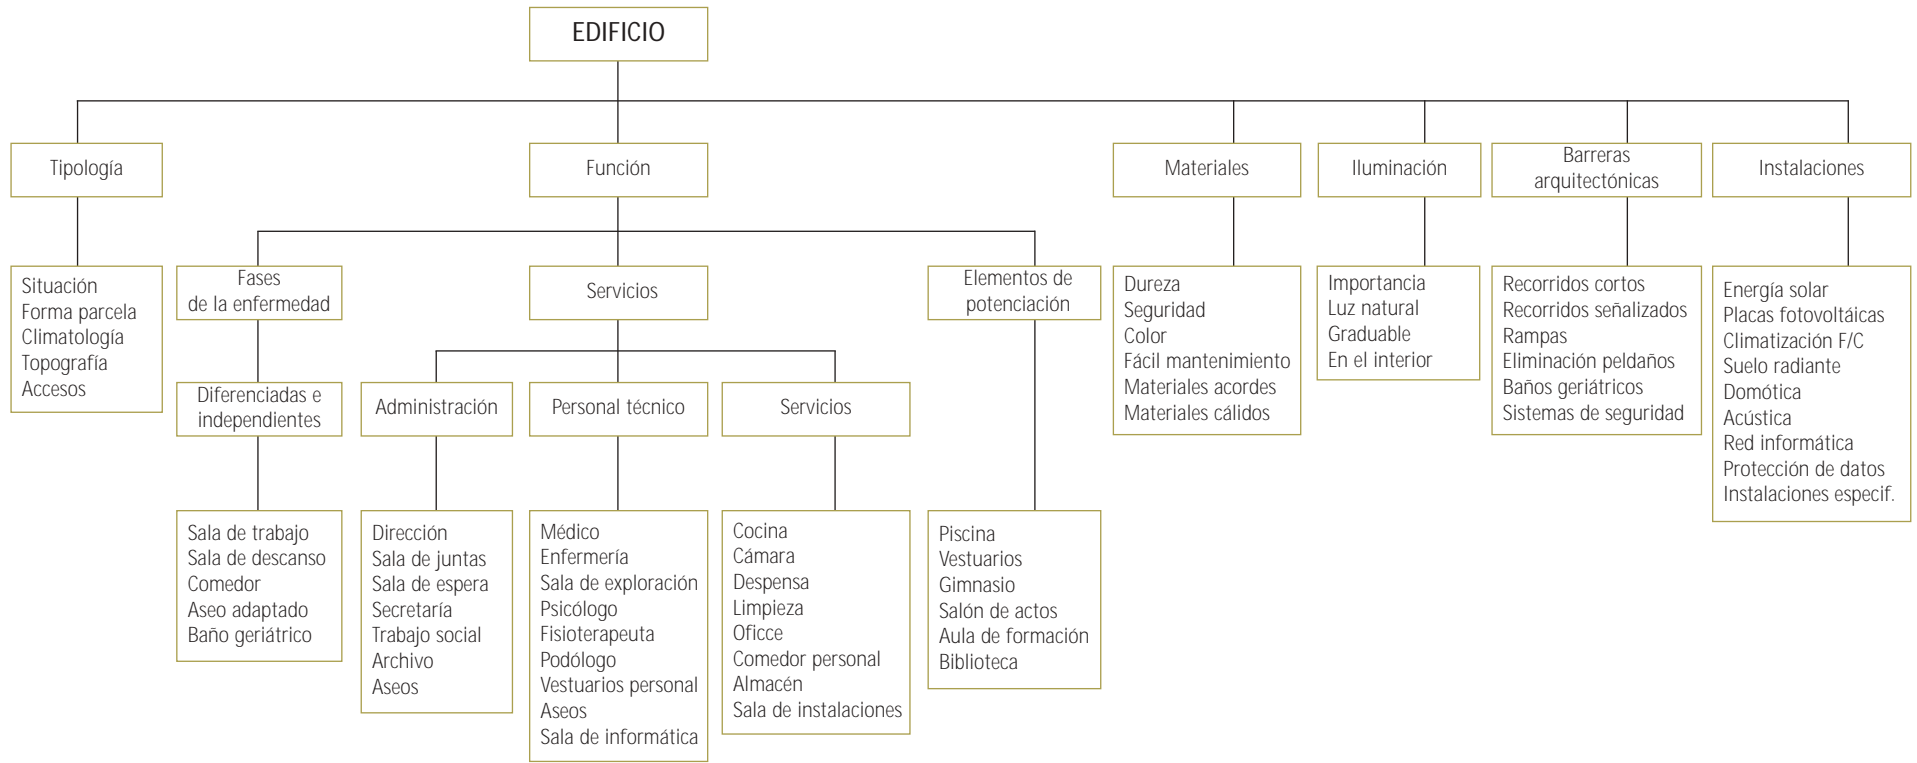 EDIFICIO
Tipología
Función
Materiales
Iluminación
Barreras
arquitectónicas
Instalaciones
Situación
Forma parcela
Climatología
Topografía
Accesos
Fases
de la enfermedad
Servicios
Elementos de
potenciación
Dureza
Seguridad
Color
Fácil mantenimiento
Materiales acordes
Materiales cálidos
Importancia
Luz natural
Graduable
En el interior
Recorridos cortos
Recorridos señalizados
Rampas
Eliminación peldaños
Baños geriátricos
Sistemas de seguridad
Energía solar
Placas fotovoltáicas
Climatización F/C
Suelo radiante
Domótica
Acústica
Red informática
Protección de datos
Instalaciones especif.
Diferenciadas e
independientes
Administración
Personal técnico
Servicios
Sala de trabajo
Sala de descanso
Comedor
Aseo adaptado
Baño geriátrico
Dirección
Sala de juntas
Sala de espera
Secretaría
Trabajo social
Archivo
Aseos
Médico
Enfermería
Sala de exploración
Psicólogo
Fisioterapeuta
Podólogo
Vestuarios personal
Aseos
Sala de informática
Cocina
Cámara
Despensa
Limpieza
Oficce
Comedor personal
Almacén
Sala de instalaciones
Piscina
Vestuarios
Gimnasio
Salón de actos
Aula de formación
Biblioteca